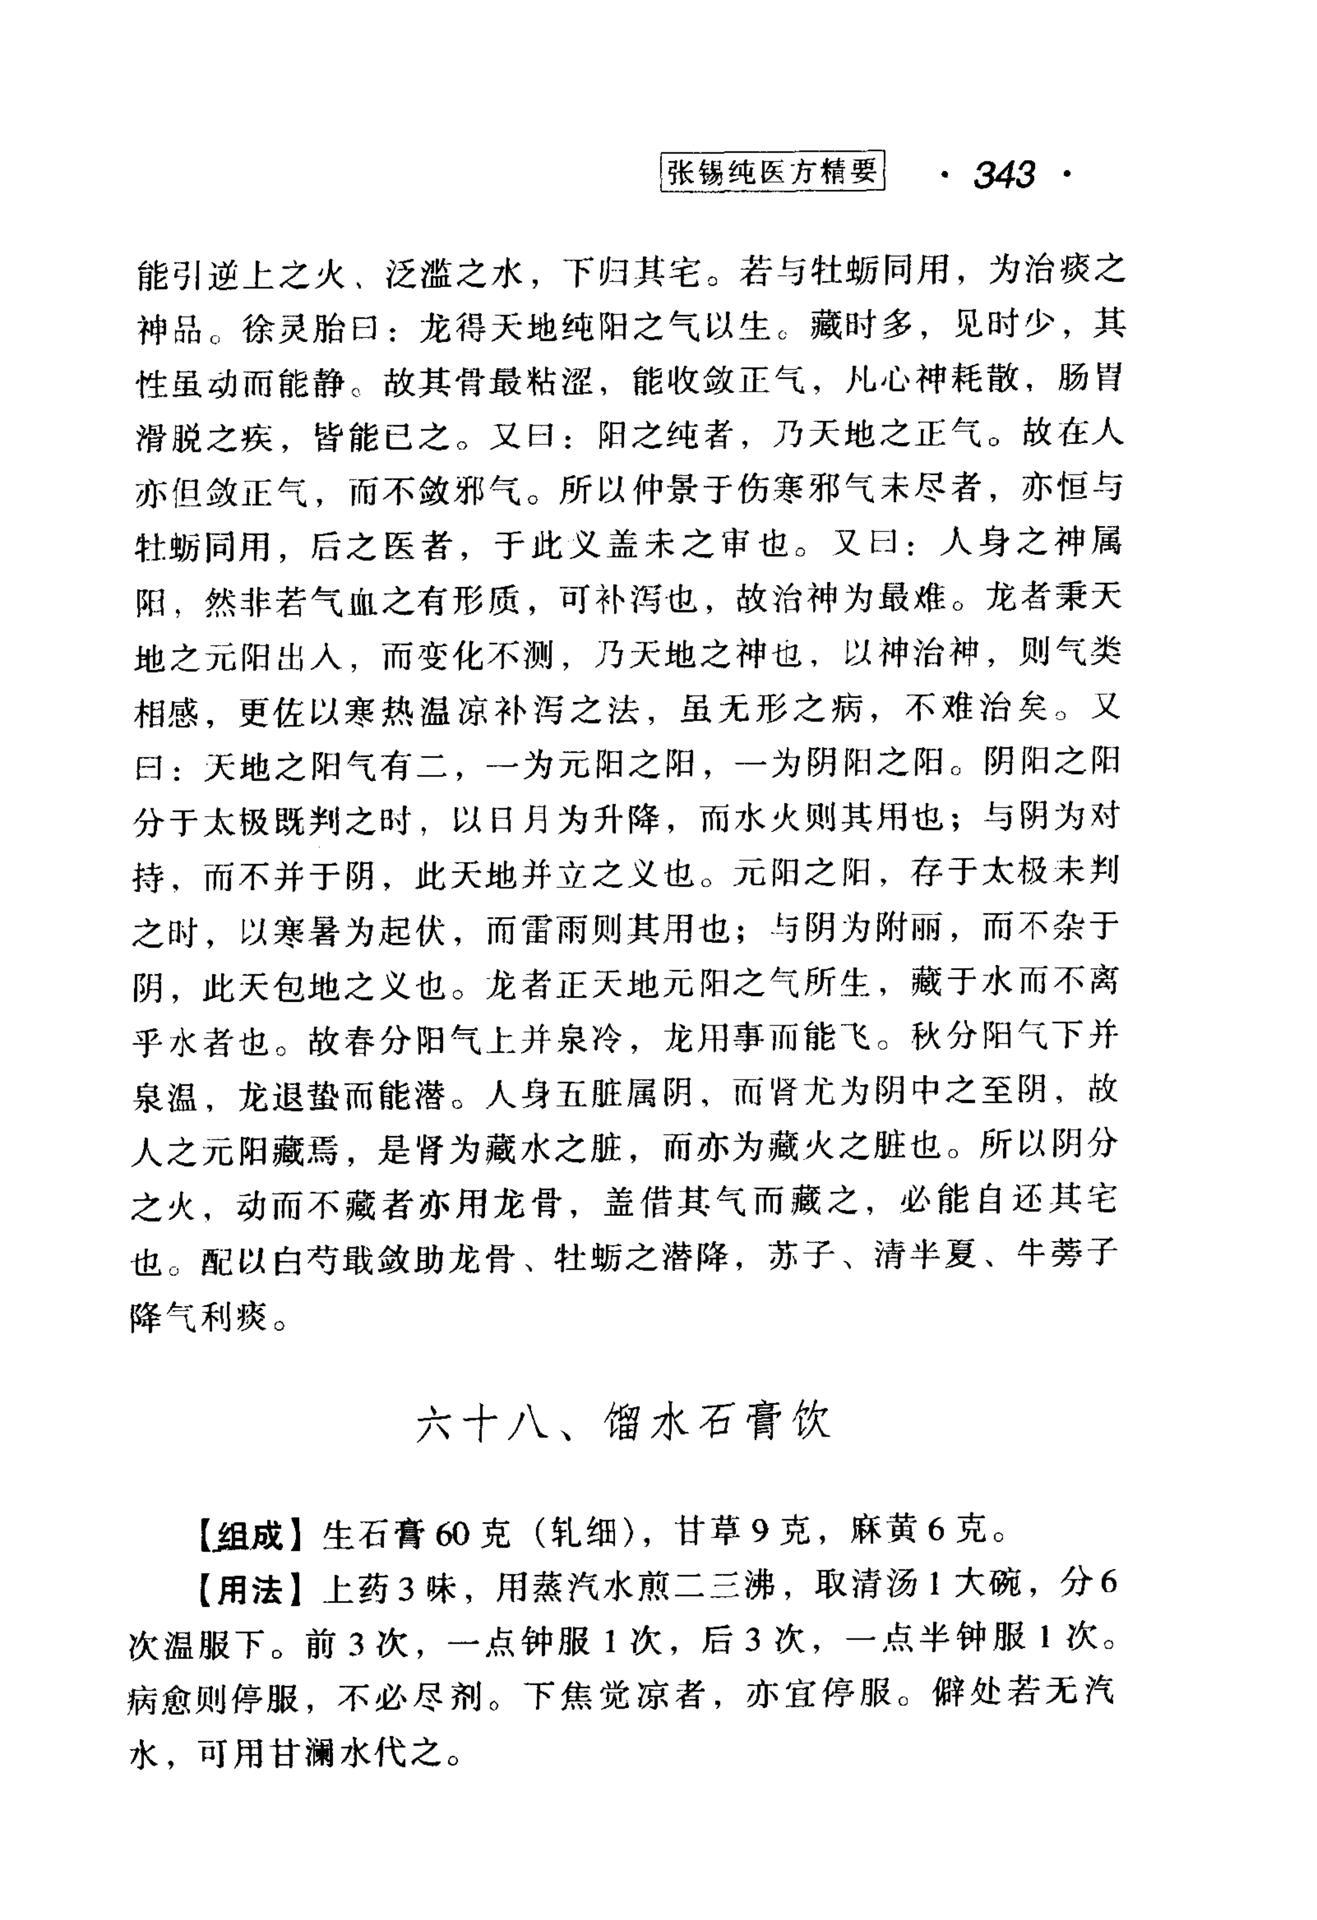 张锡纯医方精要 · 343 ·
能引逆上之火、泛滥之水，下归其宅。若与牡蛎同用，为治痰之
神品。徐灵胎曰：龙得天地纯阳之气以生。藏时多，见时少，其
性虽动而能静。故其骨最粘涩，能收敛正气，凡心神耗散，肠胃
滑脱之疾，皆能已之。又曰：阳之纯者，乃天地之正气。故在人
亦但敛正气，而不敛邪气。所以仲景于伤寒邪气未尽者，亦恒与
牡蛎同用，后之医者，于此义盖未之审也。又曰：人身之神属
阳，然非若气血之有形质，可补泻也，故治神为最难。龙者秉天
地之元阳出入，而变化不测，乃天地之神也，以神治神，则气类
相感，更佐以寒热温凉补泻之法，虽无形之病，不难治矣。又
曰：天地之阳气有二，一为元阳之阳，一为阴阳之阳。阴阳之阳
分于太极既判之时，以日月为升降，而水火则其用也；与阴为对
持，而不并于阴，此天地并立之义也。元阳之阳，存于太极未判
之时，以寒暑为起伏，而雷雨则其用也；与阴为附丽，而不杂于
阴，此天包地之义也。龙者正天地元阳之气所生，藏于水而不离
乎水者也。故春分阳气上并泉冷，龙用事而能飞。秋分阳气下并
泉温，龙退蛰而能潜。人身五脏属阴，而肾尤为阴中之至阴，故
人之元阳藏焉，是肾为藏水之脏，而亦为藏火之脏也。所以阴分
之火，动而不藏者亦用龙骨，盖借其气而藏之，必能自还其宅
也。配以白芍戢敛助龙骨、牡蛎之潜降，苏子、清半夏、牛蒡子
降气利痰。
六十八、馏水石膏饮
【组成】生石膏60克（轧细），甘草9克，麻黄6克。
【用法】上药3味，用蒸汽水煎二三沸，取清汤1大碗，分6
次温服下。前3次，一点钟服1次，后3次，一点半钟服1次。
病愈则停服，不必尽剂。下焦觉凉者，亦宜停服。僻处若无汽
水，可用甘澜水代之。